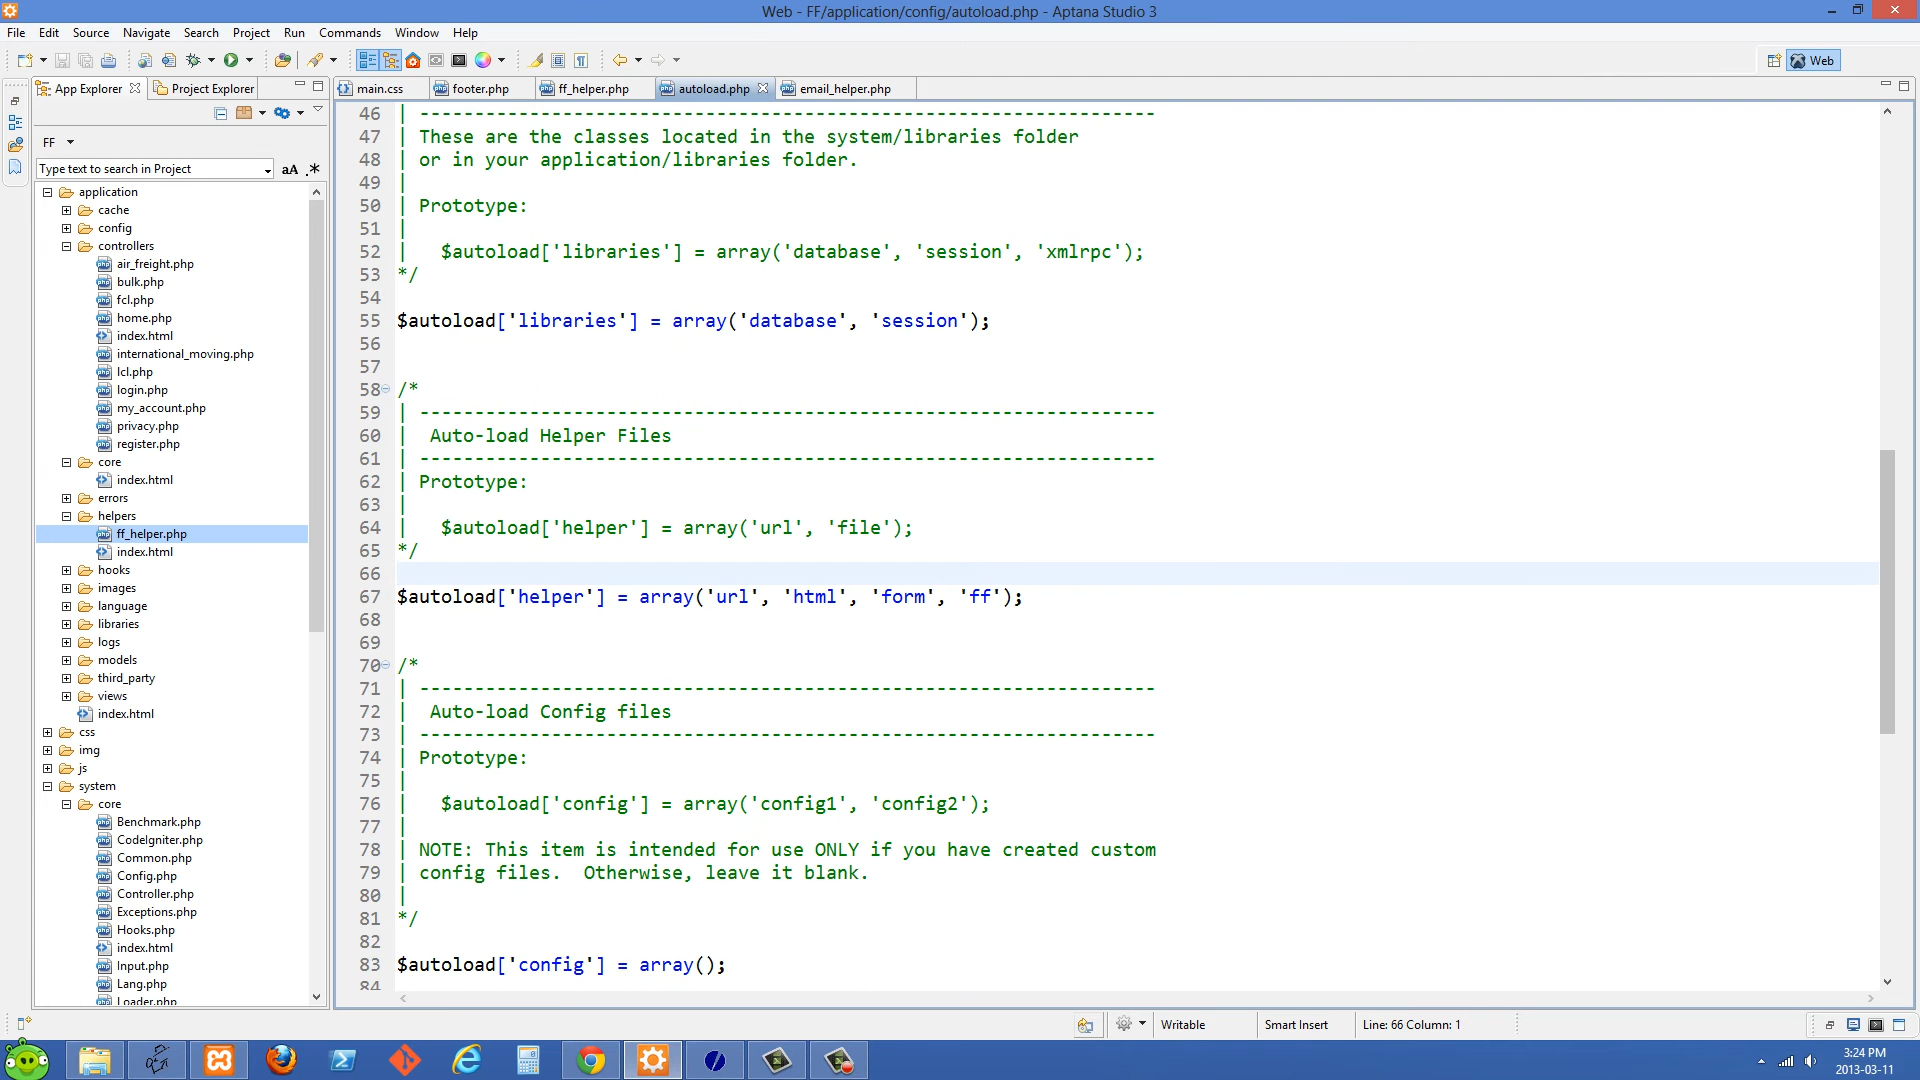 Web - FF/application/config/autoload.php - Aptana Studio 3
File Edit Source Navigate Search Project Run Commands Window Help
Web
App Explorer
Project Explorer
main.css
footer.php
ff_helper.php
autoload.php
email_helper.php
FF
Type text to search in Project
aA .*
application
cache
config
controllers
air_freight.php
bulk.php
fcl.php
home.php
index.html
international_moving.php
lcl.php
login.php
my_account.php
privacy.php
register.php
core
index.html
errors
helpers
ff_helper.php
index.html
hooks
images
language
libraries
logs
models
third_party
views
index.html
css
img
js
system
core
Benchmark.php
CodeIgniter.php
Common.php
Config.php
Controller.php
Exceptions.php
Hooks.php
index.html
Input.php
Lang.php
Loader.php
46 | -------------------------------------------------------------------
47 | These are the classes located in the system/libraries folder
48 | or in your application/libraries folder.
49 |
50 | Prototype:
51 |
52 |   $autoload['libraries'] = array('database', 'session', 'xmlrpc');
53 */
54
55 $autoload['libraries'] = array('database', 'session');
56
57
58 /*
59 | -------------------------------------------------------------------
60 |  Auto-load Helper Files
61 | -------------------------------------------------------------------
62 | Prototype:
63 |
64 |   $autoload['helper'] = array('url', 'file');
65 */
66
67 $autoload['helper'] = array('url', 'html', 'form', 'ff');
68
69
70 /*
71 | -------------------------------------------------------------------
72 |  Auto-load Config files
73 | -------------------------------------------------------------------
74 | Prototype:
75 |
76 |   $autoload['config'] = array('config1', 'config2');
77 |
78 | NOTE: This item is intended for use ONLY if you have created custom
79 | config files.  Otherwise, leave it blank.
80 |
81 */
82
83 $autoload['config'] = array();
84
Writable
Smart Insert
Line: 66 Column: 1
3:24 PM
2013-03-11